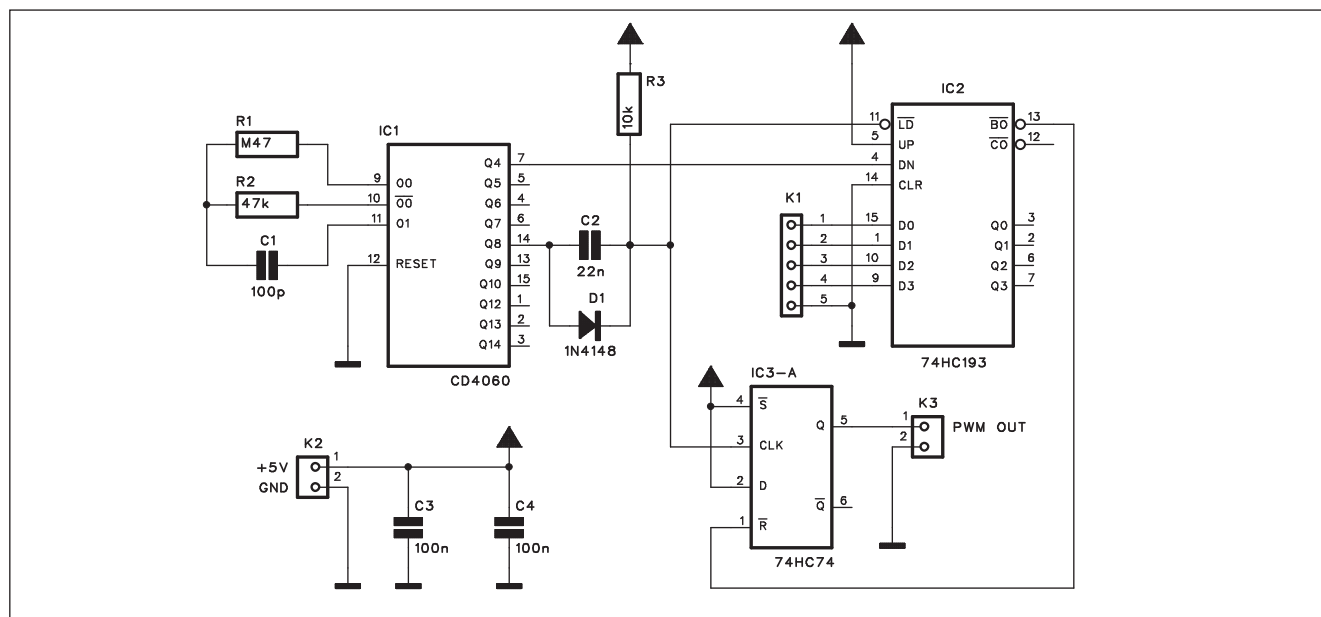 R1
M47
R2
47k
C1
100p
IC1
9
10
11
12
O0
O̅0̅
O1
RESET
Q4
Q5
Q6
Q7
Q8
Q9
Q10
Q12
Q13
Q14
7
5
4
6
14
13
15
1
2
3
CD4060
R3
10k
C2
22n
D1
1N4148
IC2
11
5
4
14
15
1
10
9
L̅D̅
UP
DN
CLR
D0
D1
D2
D3
B̅O̅
C̅O̅
Q0
Q1
Q2
Q3
13
12
3
2
6
7
74HC193
K1
1
2
3
4
5
IC3-A
4
3
2
1
S̅
CLK
D
R̅
Q
Q̅
5
6
74HC74
K3
1
2
PWM OUT
K2
+5V
GND
1
2
C3
100n
C4
100n